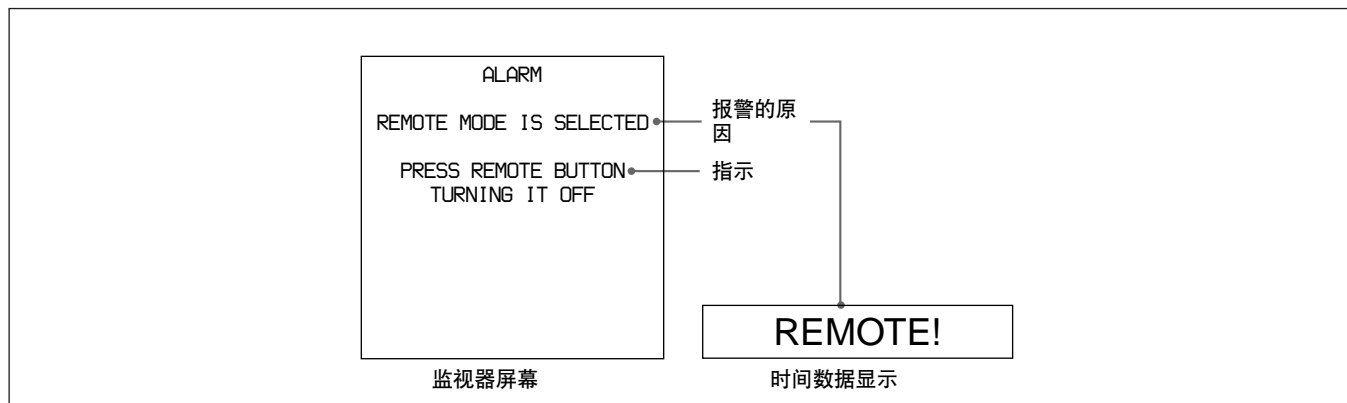 ALARM
REMOTE MODE IS SELECTED
PRESS REMOTE BUTTON
TURNING IT OFF
报警的原
因
指示
REMOTE!
监视器屏幕
时间数据显示